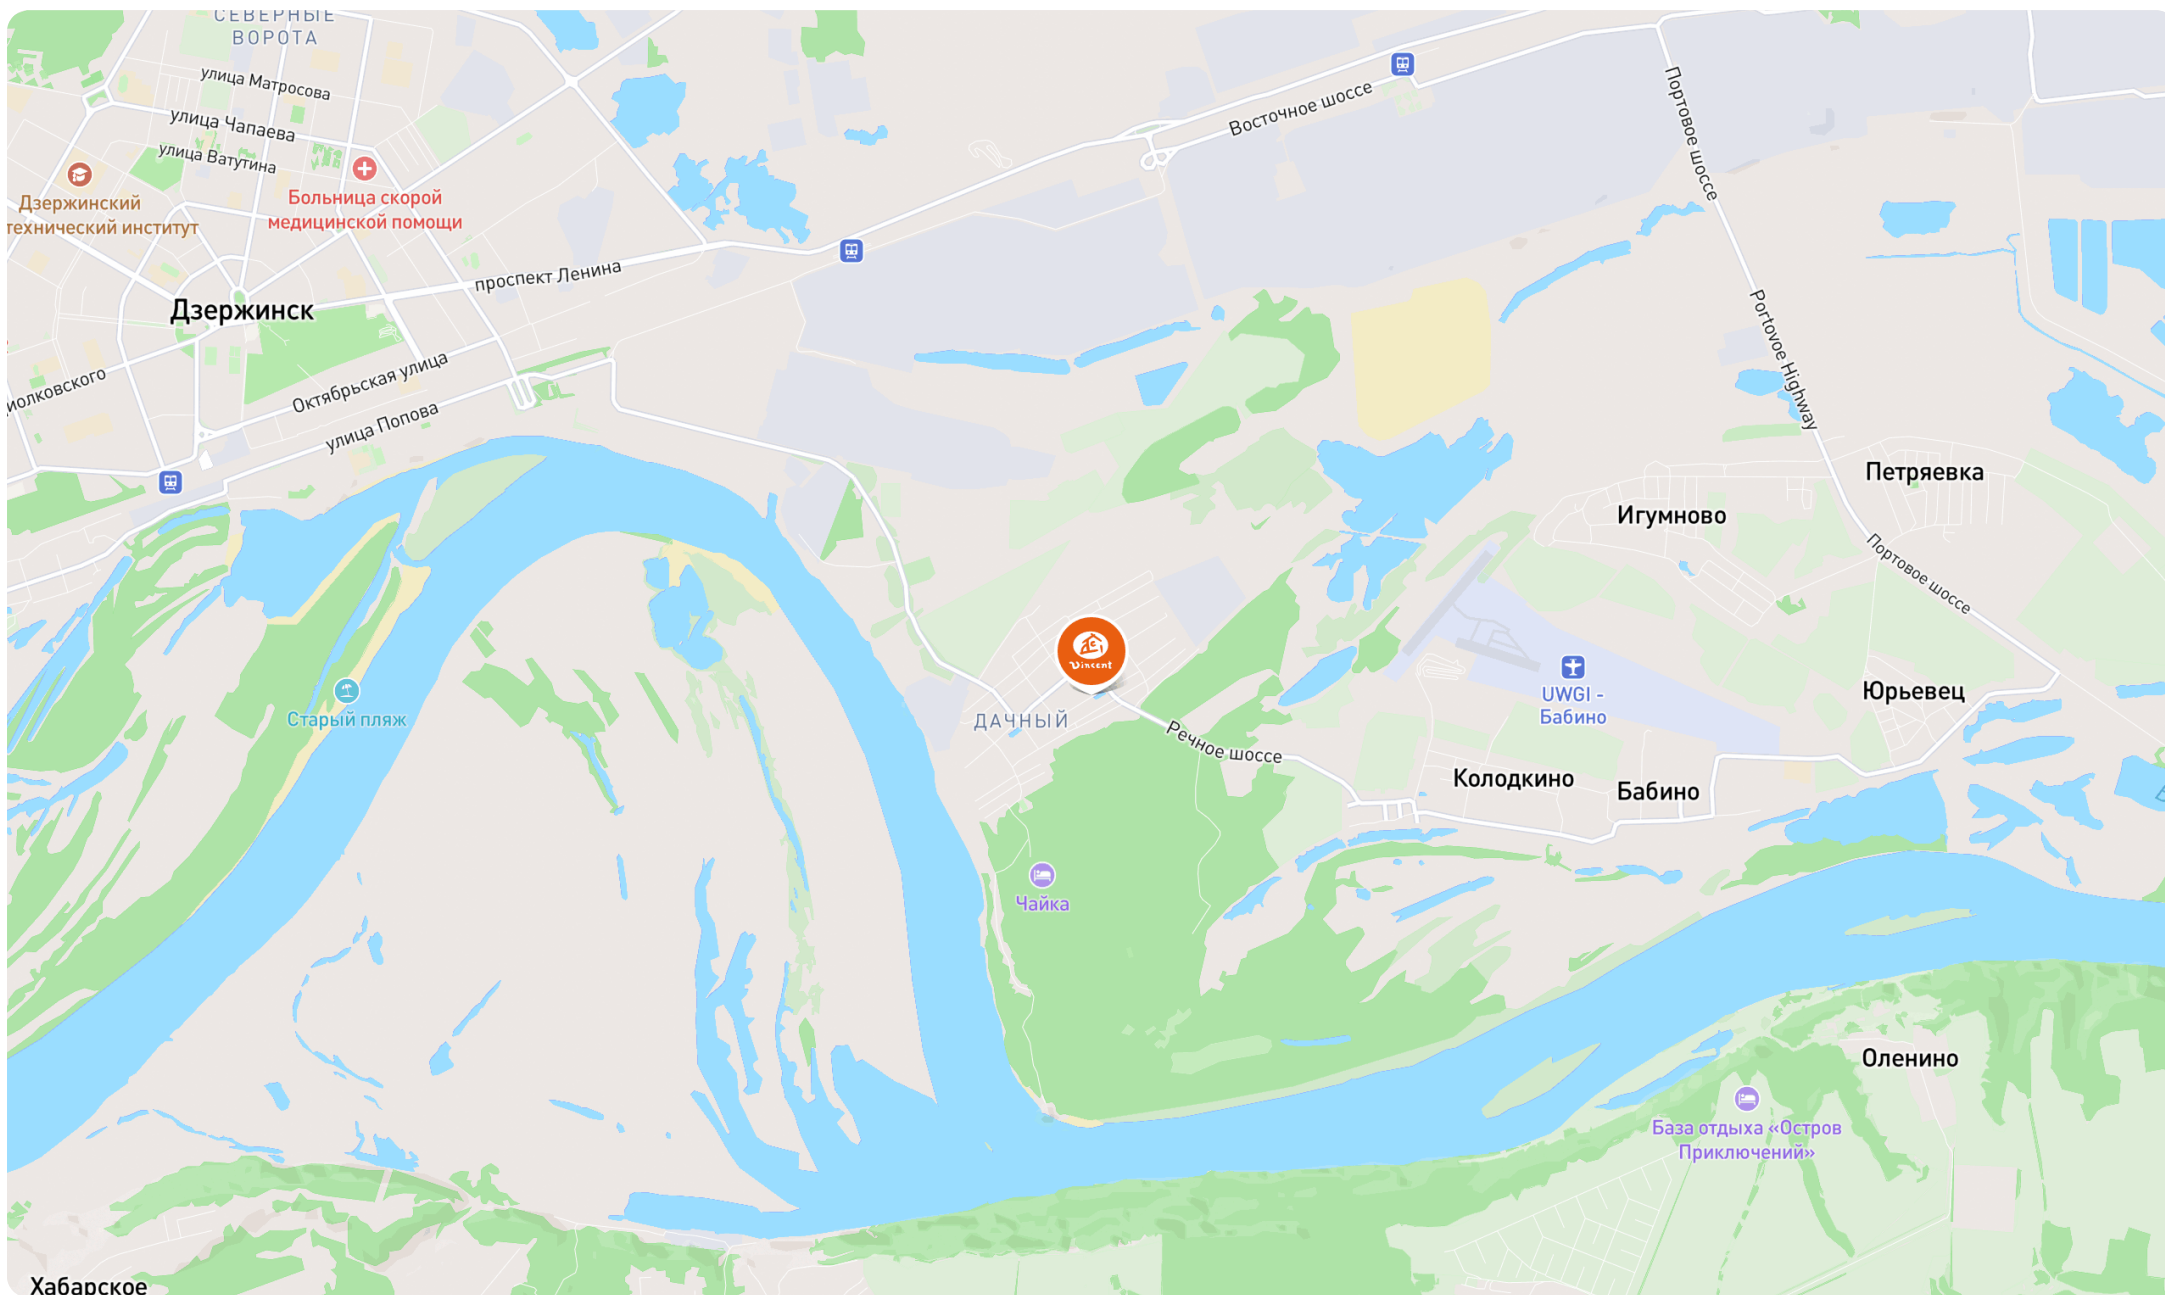 СЕВЕРНЫЕ
ВОРОТА
улица Матросова
улица Чапаева
улица Ватутина
Дзержинский
технический институт
Больница скорой
медицинской помощи
Восточное шоссе
Портовое шоссе
проспект Ленина
Дзержинск
Portovoe Highway
Октябрьская улица
иолковского
улица Попова
Петряевка
Игумново
Портовое шоссе
Vincent
UWGI -
Бабино
Юрьевец
Старый пляж
ДАЧНЫЙ
Речное шоссе
Колодкино
Бабино
Чайка
Оленино
База отдыха «Остров
Приключений»
Хабарское